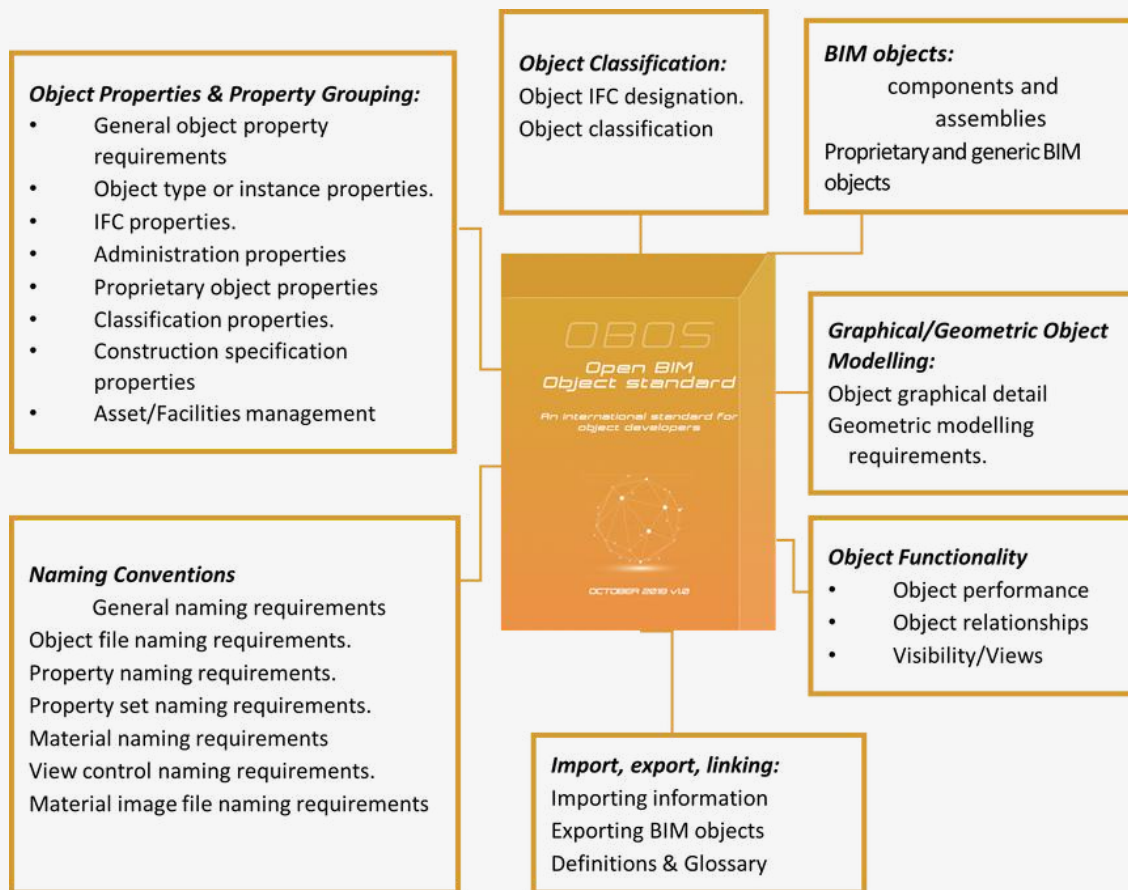 Object Properties & Property Grouping:
• General object property
requirements
• Object type or instance properties.
• IFC properties.
• Administration properties
• Proprietary object properties
• Classification properties.
• Construction specification
properties
• Asset/Facilities management
Object Classification:
Object IFC designation.
Object classification
BIM objects:
components and
assemblies
Proprietary and generic BIM
objects
OBOS
Open BIM
Object standard
An international standard for
object developers
OCTOBER 2018 v1.0
Graphical/Geometric Object
Modelling:
Object graphical detail
Geometric modelling
requirements.
Naming Conventions
General naming requirements
Object file naming requirements.
Property naming requirements.
Property set naming requirements.
Material naming requirements
View control naming requirements.
Material image file naming requirements
Object Functionality
• Object performance
• Object relationships
• Visibility/Views
Import, export, linking:
Importing information
Exporting BIM objects
Definitions & Glossary